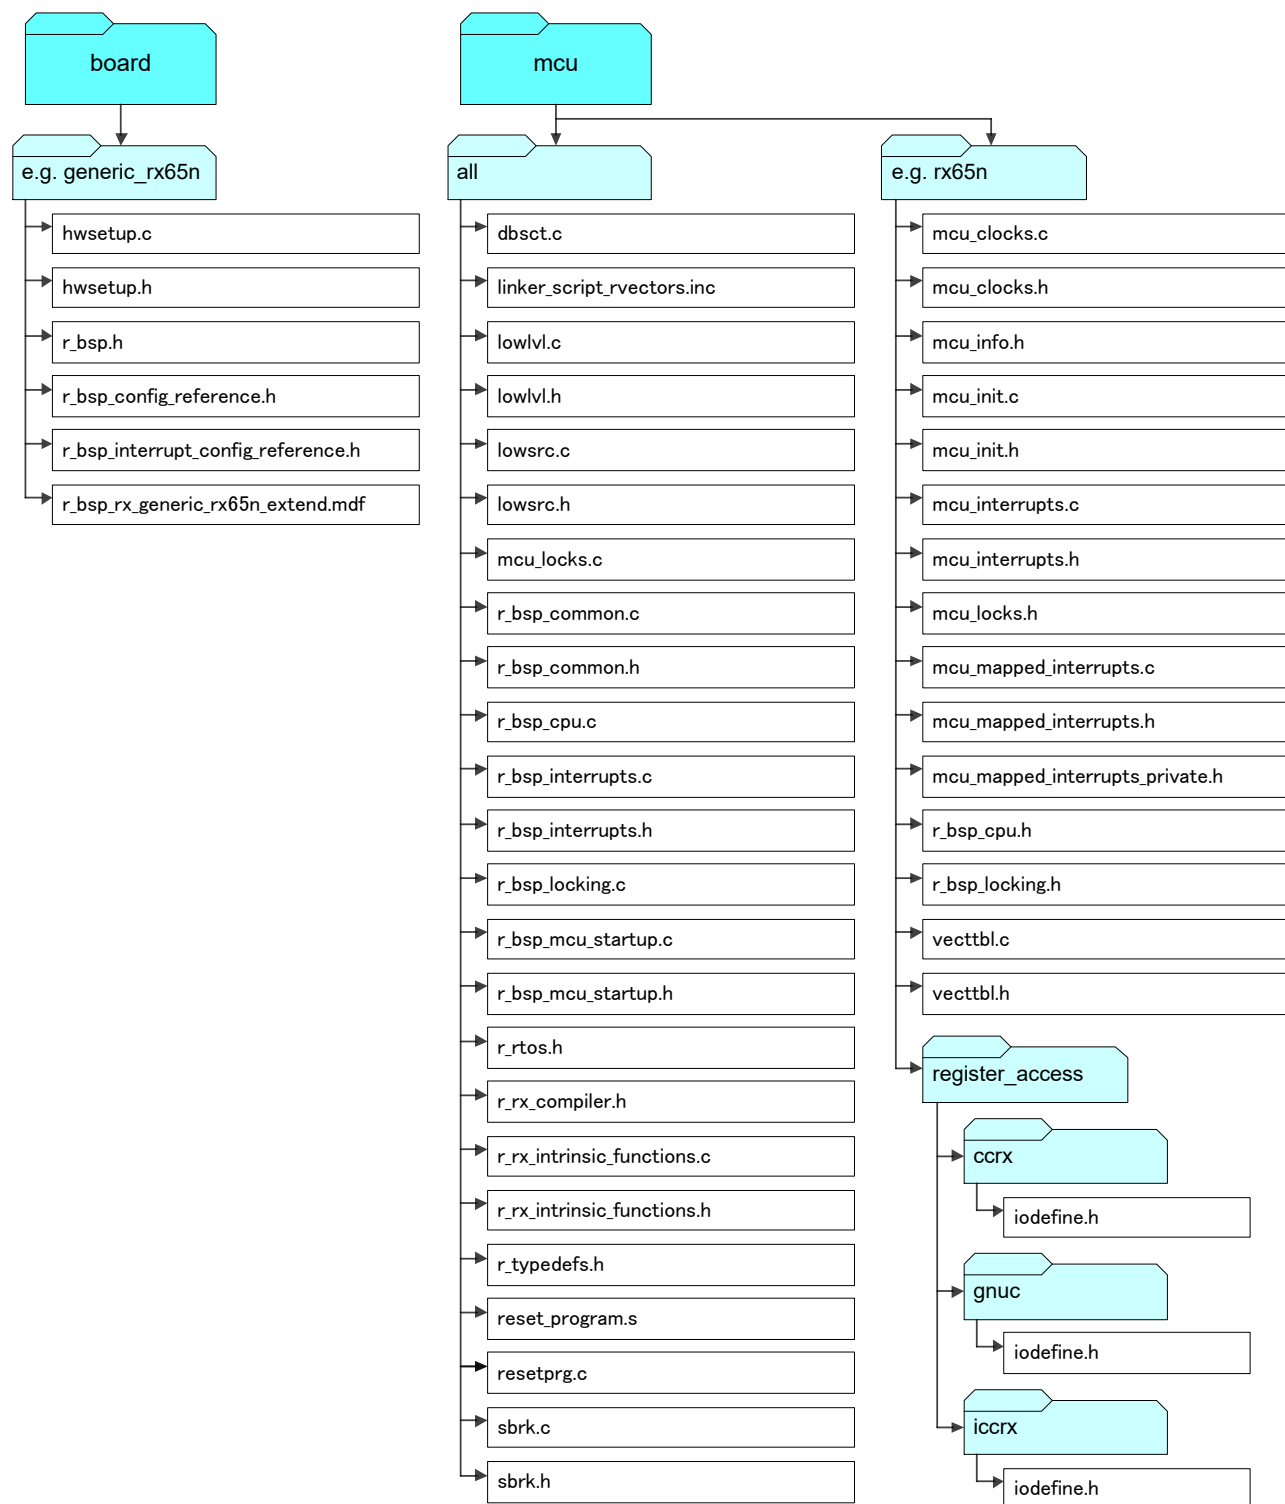 board
e.g. generic_rx65n
hwsetup.c
hwsetup.h
r_bsp.h
r_bsp_config_reference.h
r_bsp_interrupt_config_reference.h
r_bsp_rx_generic_rx65n_extend.mdf
mcu
all
dbsct.c
linker_script_rvectors.inc
lowlvl.c
lowlvl.h
lowsrc.c
lowsrc.h
mcu_locks.c
r_bsp_common.c
r_bsp_common.h
r_bsp_cpu.c
r_bsp_interrupts.c
r_bsp_interrupts.h
r_bsp_locking.c
r_bsp_mcu_startup.c
r_bsp_mcu_startup.h
r_rtos.h
r_rx_compiler.h
r_rx_intrinsic_functions.c
r_rx_intrinsic_functions.h
r_typedefs.h
reset_program.s
resetprg.c
sbrk.c
sbrk.h
e.g. rx65n
mcu_clocks.c
mcu_clocks.h
mcu_info.h
mcu_init.c
mcu_init.h
mcu_interrupts.c
mcu_interrupts.h
mcu_locks.h
mcu_mapped_interrupts.c
mcu_mapped_interrupts.h
mcu_mapped_interrupts_private.h
r_bsp_cpu.h
r_bsp_locking.h
vecttbl.c
vecttbl.h
register_access
ccrx
iodefine.h
gnuc
iodefine.h
iccrx
iodefine.h